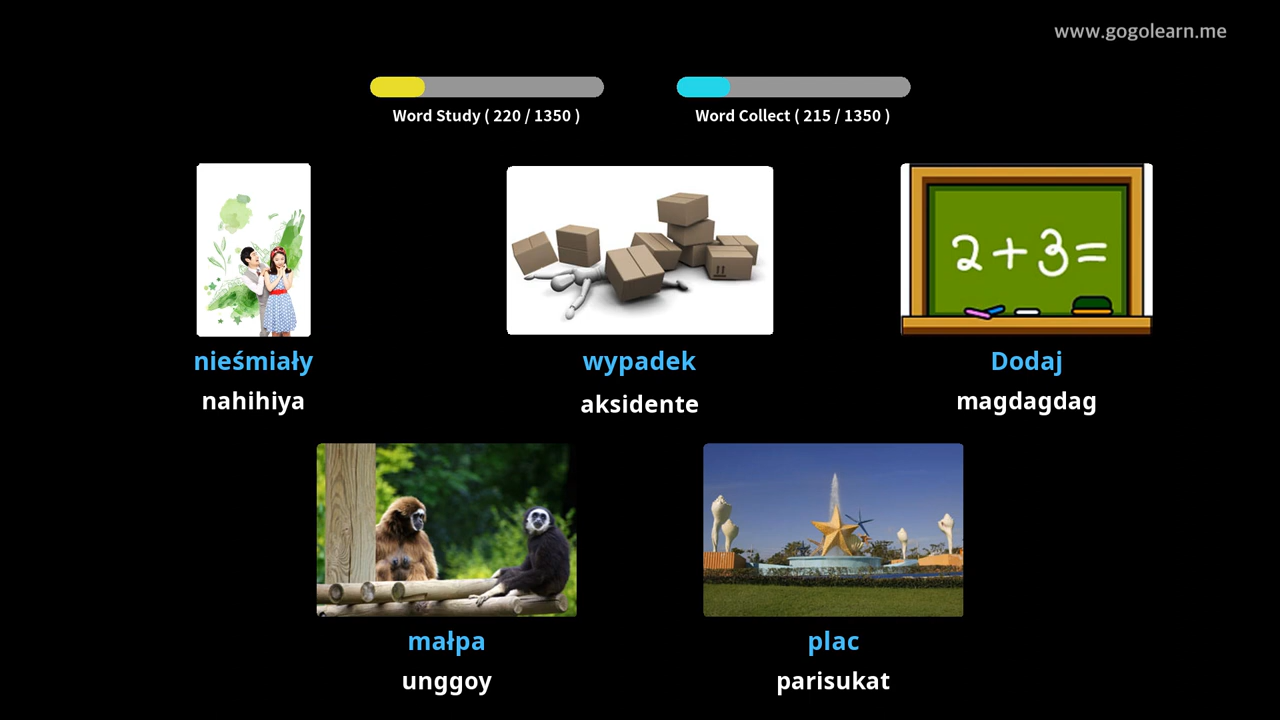 www.gogolearn.me
Word Study ( 220 / 1350 )
Word Collect ( 215 / 1350 )
2+3=
nieśmiały
wypadek
Dodaj
nahihiya
aksidente
magdagdag
małpa
plac
unggoy
parisukat